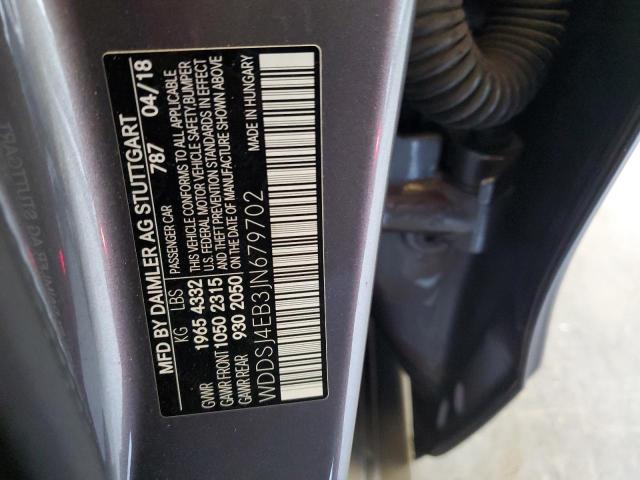 MFD BY DAIMLER AG STUTTGART
787 04/18
KG LBS PASSENGER CAR
GVWR 1965 4332 THIS VEHICLE CONFORMS TO ALL APPLICABLE
GAWR FRONT 1050 2315 U.S. FEDERAL MOTOR VEHICLE SAFETY,BUMPER
GAWR REAR 930 2050 AND THEFT PREVENTION STANDARDS IN EFFECT
ON THE DATE OF MANUFACTURE SHOWN ABOVE
WDDSJ4EB3JN679702
MADE IN HUNGARY